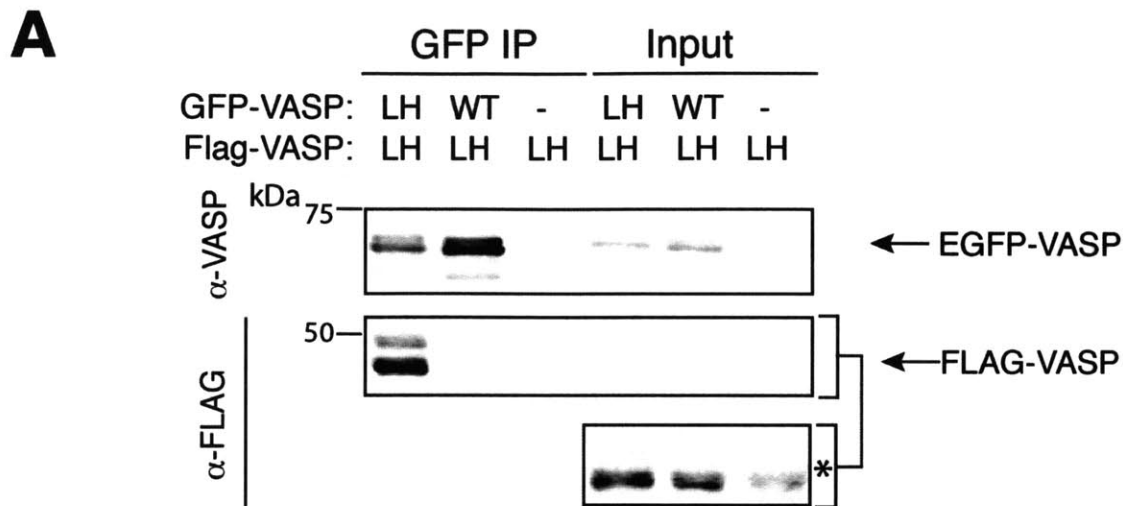 A
GFP IP Input
GFP-VASP: LH WT - LH WT -
Flag-VASP: LH LH LH LH LH LH
kDa
75
α-VASP
EGFP-VASP
50
FLAG-VASP
α-FLAG
*